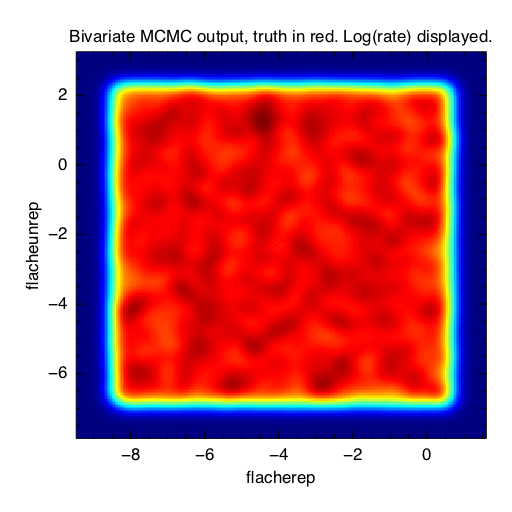 Bivariate MCMC output, truth in red. Log(rate) displayed.
2
0
−2
−4
−6
flacheunrep
−8 −6 −4 −2 0
flacherep